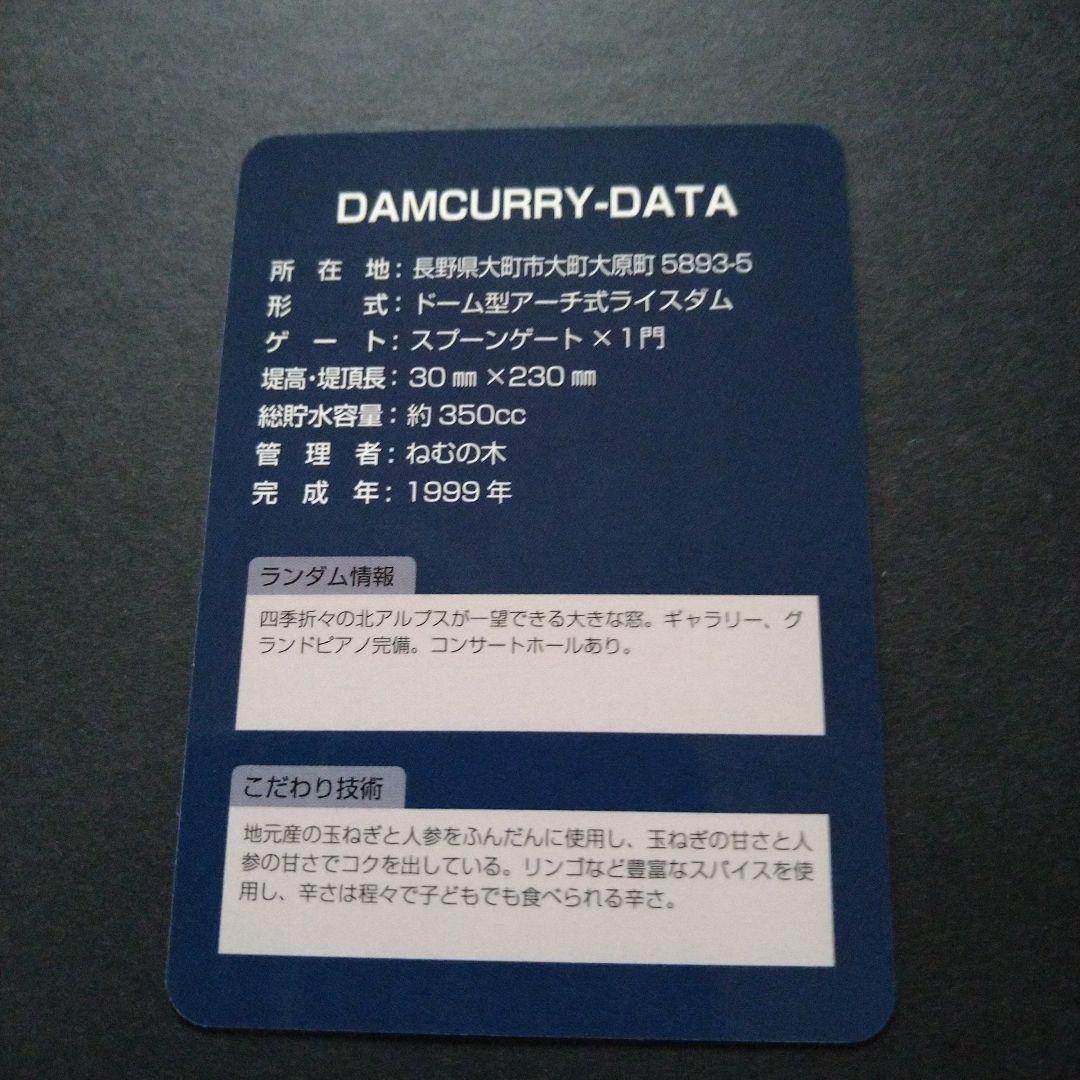 DAMCURRY-DATA
所在地：長野県大町市大町大原町5893-5
形式：ドーム型アーチ式ライスダム
ゲート：スプーンゲート×1門
堤高・堤頂長：30㎜×230㎜
総貯水容量：約350cc
管理者：ねむの木
完成年：1999年
ランダム情報
四季折々の北アルプスが一望できる大きな窓。ギャラリー、グ
ランドピアノ完備。コンサートホールあり。
こだわり技術
地元産の玉ねぎと人参をふんだんに使用し、玉ねぎの甘さと人
参の甘さでコクを出している。リンゴなど豊富なスパイスを使
用し、辛さは程々で子どもでも食べられる辛さ。